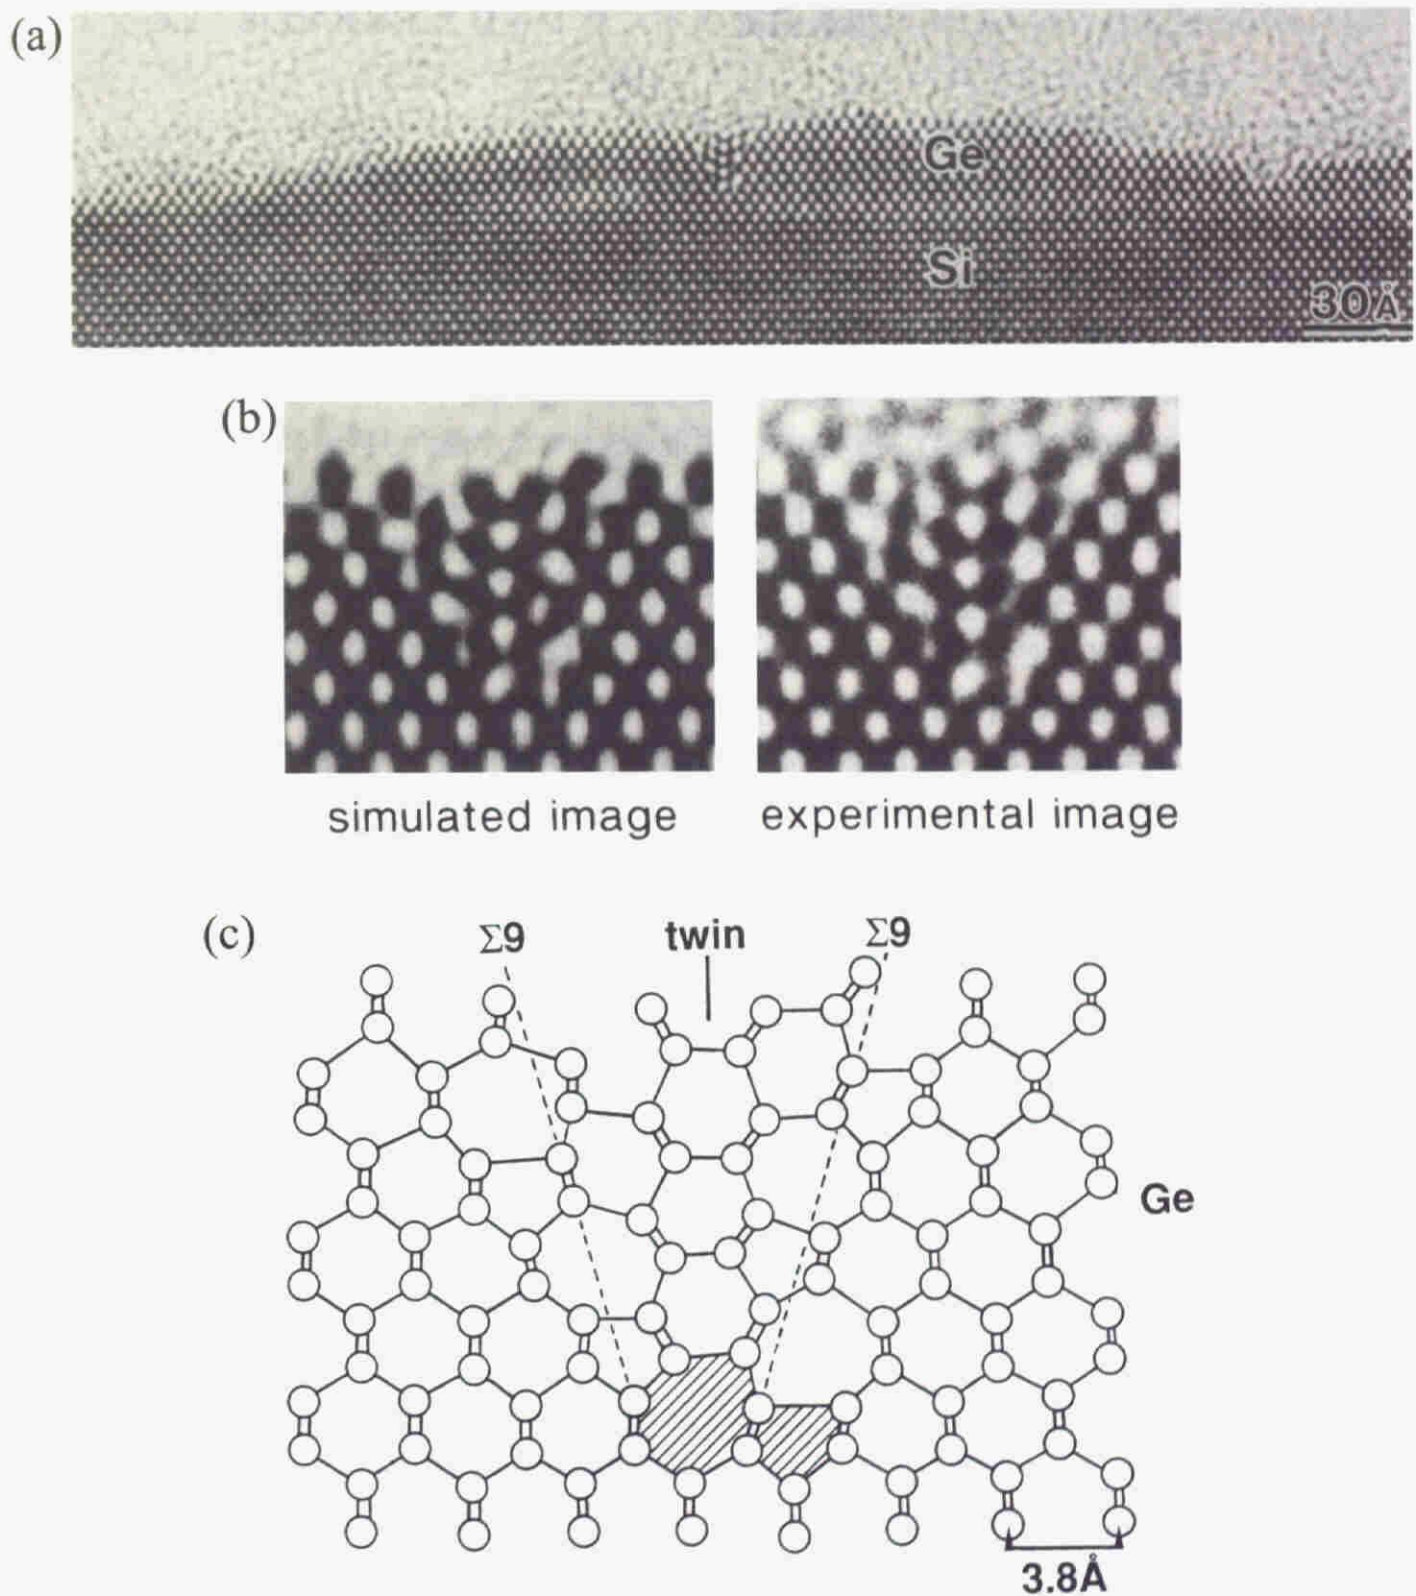 (a)
Ge
Si
30Å
(b)
simulated image
experimental image
(c)
Σ9
twin
Σ9
Ge
3.8Å